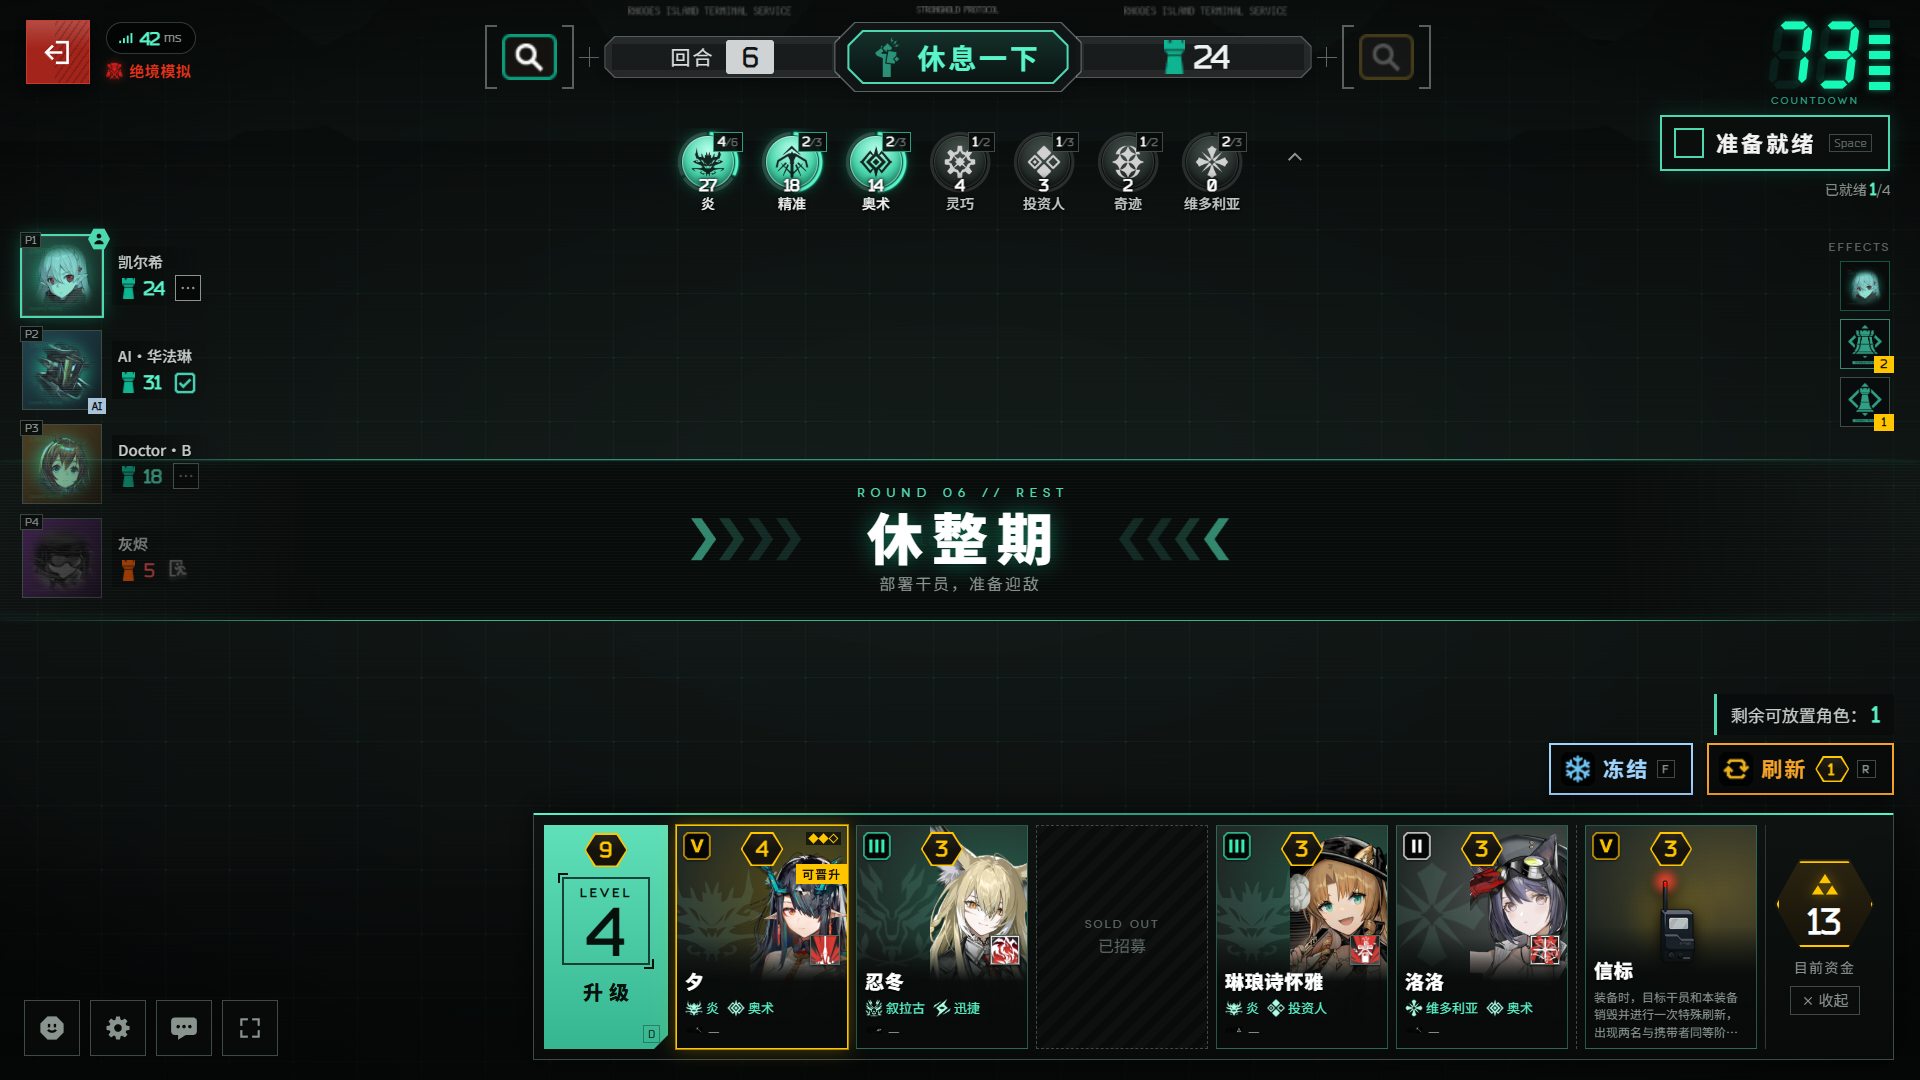 RHODES ISLAND TERMINAL SERVICE
STRONGHOLD PROTOCOL
RHODES ISLAND TERMINAL SERVICE
42 ms
绝境模拟
回合 6
休息一下
24
73
COUNTDOWN
准备就绪 Space
已就绪1/4
4/6 27 炎
2/3 18 精准
2/3 14 奥术
1/2 4 灵巧
1/3 3 投资人
1/2 2 奇迹
2/3 0 维多利亚
EFFECTS
2
1
P1
凯尔希
24
P2
AI·华法琳
31
AI
P3
Doctor·B
18
P4
灰烬
5
ROUND 06 // REST
休整期
部署干员，准备迎敌
剩余可放置角色：1
冻结 F
刷新 1 R
9
LEVEL
4
升级
D
V 4
可晋升
夕
炎 奥术
—
III 3
忍冬
叙拉古 迅捷
—
SOLD OUT
已招募
III 3
琳琅诗怀雅
炎 投资人
—
II 3
洛洛
维多利亚 奥术
—
V 3
信标
装备时，目标干员和本装备
销毁并进行一次特殊刷新，
出现两名与携带者同等阶…
13
目前资金
× 收起